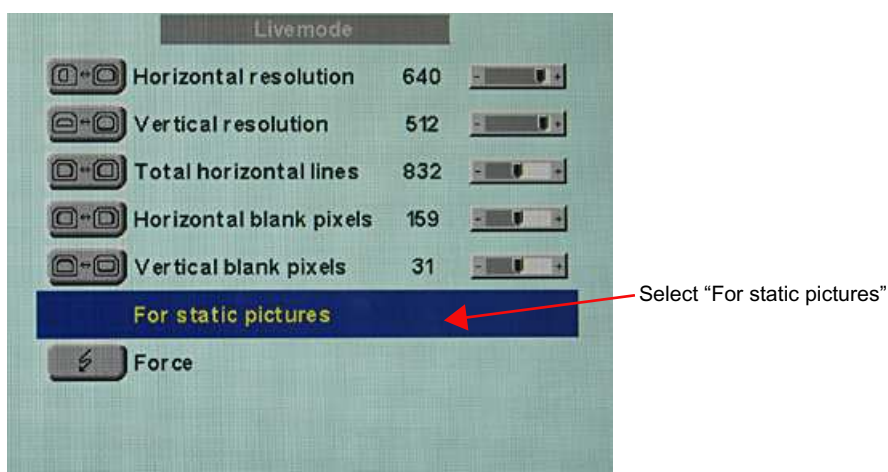 Livemode
Horizontal resolution 640 - +
Vertical resolution 512 - +
Total horizontal lines 832 - +
Horizontal blank pixels 159 - +
Vertical blank pixels 31 - +
For static pictures
Select “For static pictures”
Force